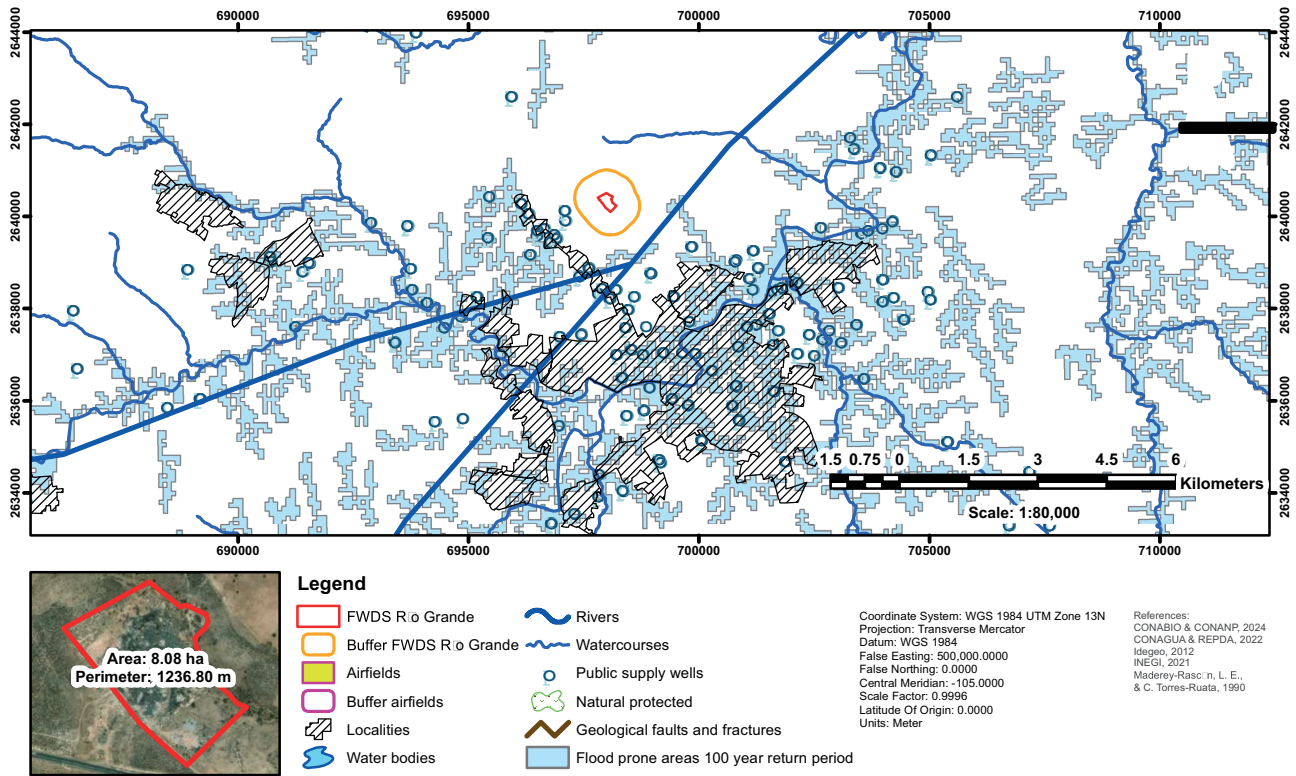 690000 695000 700000 705000 710000
2644000 2644000
2642000 2642000
2640000 2640000
2638000 2638000
2636000 2636000
2634000 2634000
1.5 0.75 0 1.5 3 4.5 6
Kilometers
Scale: 1:80,000
690000 695000 700000 705000 710000
Area: 8.08 ha
Perimeter: 1236.80 m
Legend
FWDS R□o Grande
Buffer FWDS R□o Grande
Airfields
Buffer airfields
Localities
Water bodies
Rivers
Watercourses
Public supply wells
Natural protected
Geological faults and fractures
Flood prone areas 100 year return period
Coordinate System: WGS 1984 UTM Zone 13N
Projection: Transverse Mercator
Datum: WGS 1984
False Easting: 500,000.0000
False Northing: 0.0000
Central Meridian: -105.0000
Scale Factor: 0.9996
Latitude Of Origin: 0.0000
Units: Meter
References:
CONABIO & CONANP, 2024
CONAGUA & REPDA, 2022
Idegeo, 2012
INEGI, 2021
Maderey-Rasc□n, L. E.,
& C. Torres-Ruata, 1990